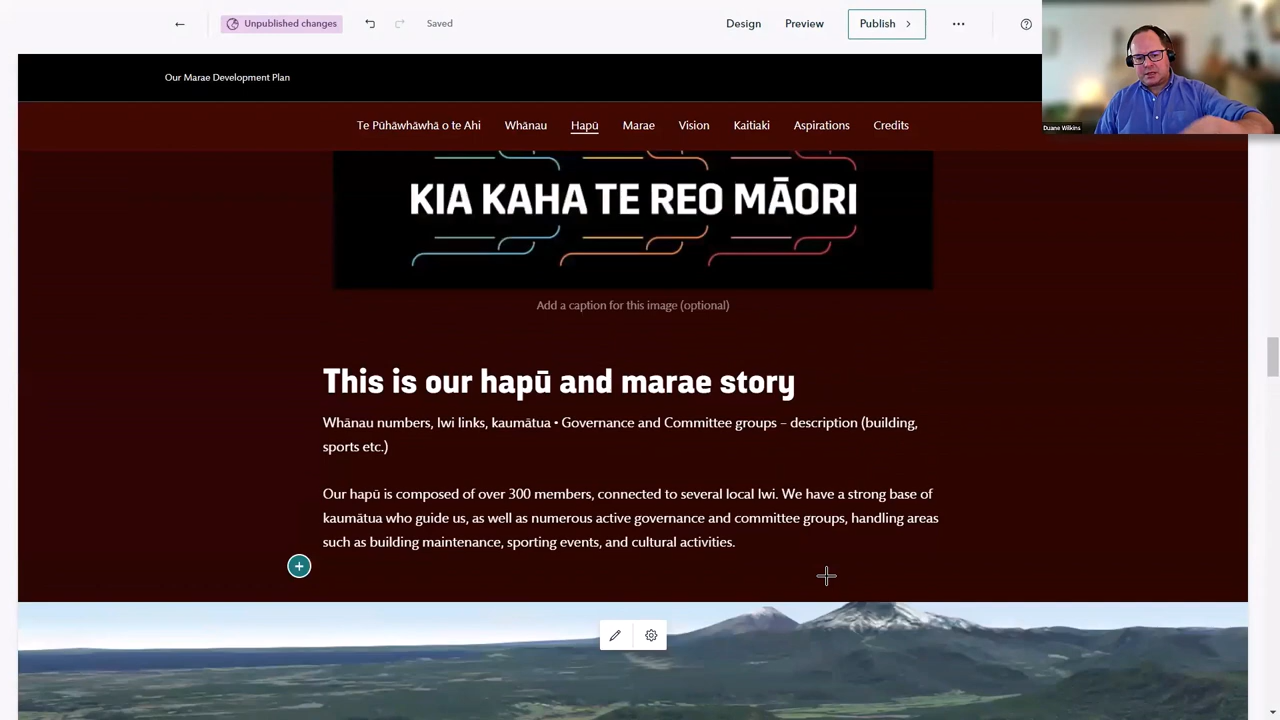 Unpublished changes
Saved
Design
Preview
Publish
Duane Wilkins
Our Marae Development Plan
Te Pūhāwhāwhā o te Ahi
Whānau
Hapū
Marae
Vision
Kaitiaki
Aspirations
Credits
KIA KAHA TE REO MĀORI
Add a caption for this image (optional)
This is our hapū and marae story
Whānau numbers, Iwi links, kaumātua • Governance and Committee groups – description (building,
sports etc.)
Our hapū is composed of over 300 members, connected to several local Iwi. We have a strong base of
kaumātua who guide us, as well as numerous active governance and committee groups, handling areas
such as building maintenance, sporting events, and cultural activities.